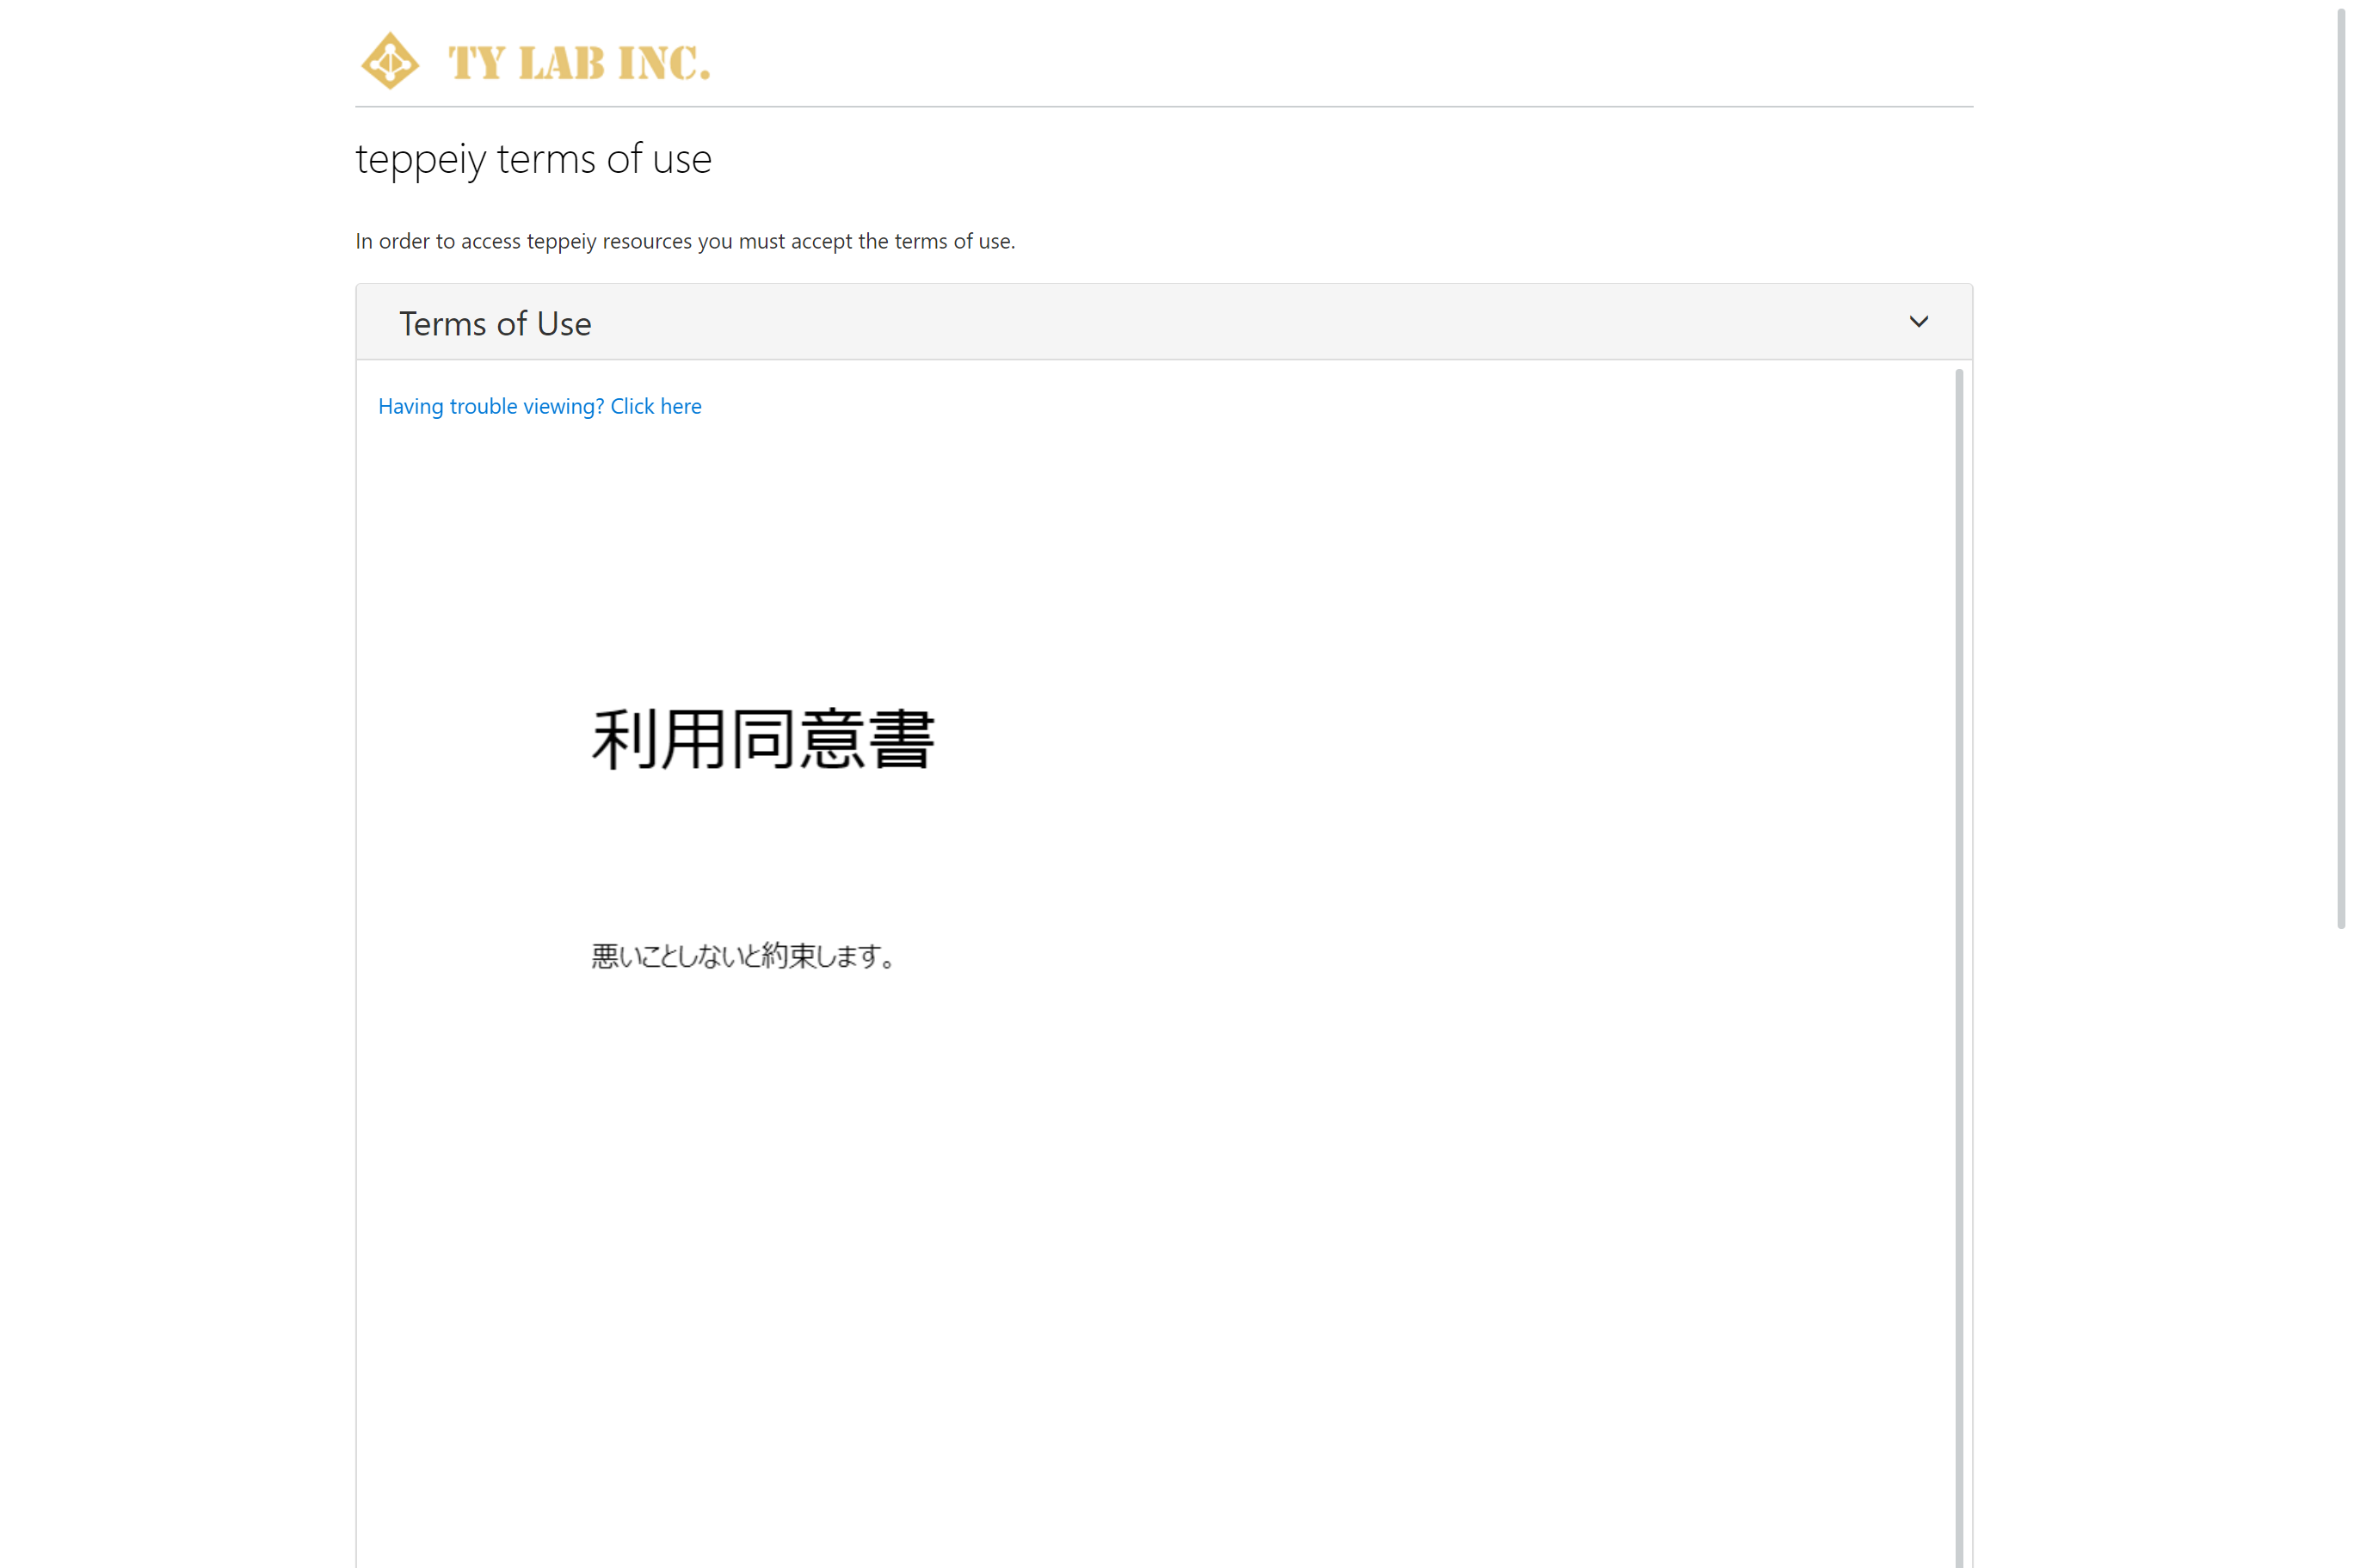 TY LAB INC.
teppeiy terms of use
In order to access teppeiy resources you must accept the terms of use.
Terms of Use
Having trouble viewing? Click here
利用同意書
悪いことしないと約束します。